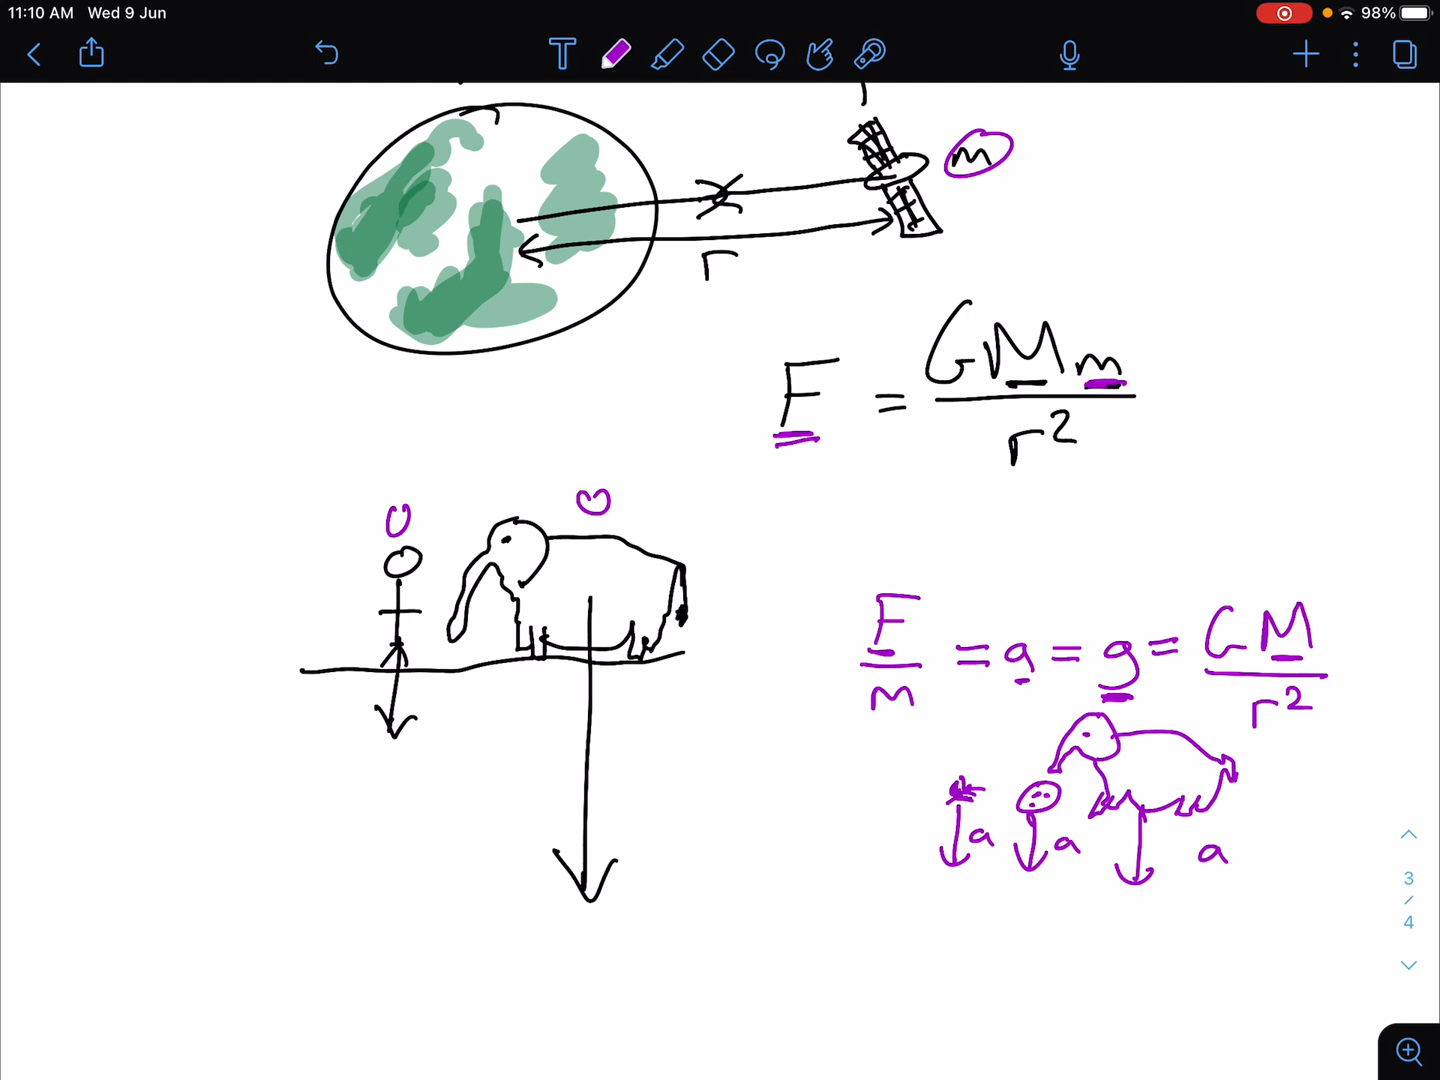 11:10 AM Wed 9 Jun 98%
m
r
F = GMm / r²
F / m = a = g = GM / r²
a a a
3 / 4